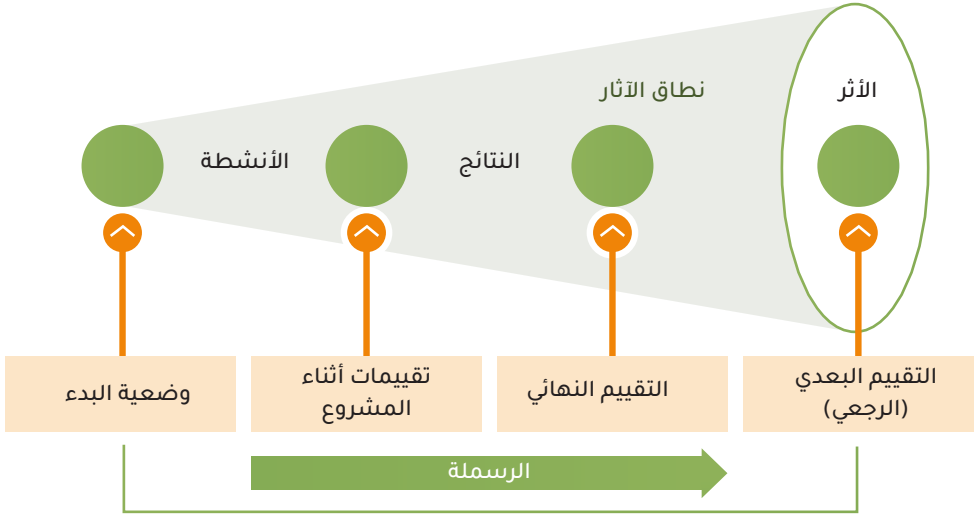 نطاق الآثار
الأثر
الأنشطة
النتائج
وضعية البدء
تقييمات أثناء
المشروع
التقييم النهائي
التقييم البعدي
(الرجعي)
الرسملة